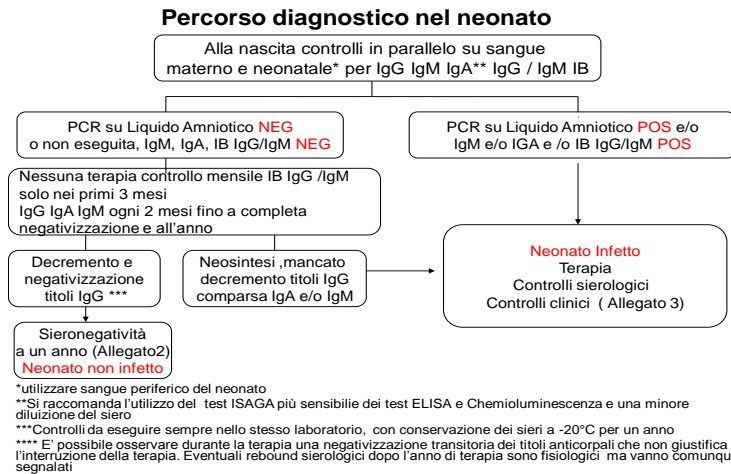 Percorso diagnostico nel neonato
Alla nascita controlli in parallelo su sangue
materno e neonatale* per IgG IgM IgA** IgG / IgM IB
PCR su Liquido Amniotico NEG
o non eseguita, IgM, IgA, IB IgG/IgM NEG
PCR su Liquido Amniotico POS e/o
IgM e/o IGA e /o IB IgG/IgM POS
Nessuna terapia controllo mensile IB IgG /IgM
solo nei primi 3 mesi
IgG IgA IgM ogni 2 mesi fino a completa
negativizzazione e all'anno
Decremento e
negativizzazione
titoli IgG ***
Neosintesi ,mancato
decremento titoli IgG
comparsa IgA e/o IgM
Neonato Infetto
Terapia
Controlli sierologici
Controlli clinici ( Allegato 3)
Sieronegatività
a un anno (Allegato2)
Neonato non infetto
*utilizzare sangue periferico del neonato
**Si raccomanda l'utilizzo del test ISAGA più sensibile dei test ELISA e Chemioluminescenza e una minore
diluizione del siero
***Controlli da eseguire sempre nello stesso laboratorio, con conservazione dei sieri a -20°C per un anno
**** E' possibile osservare durante la terapia una negativizzazione transitoria dei titoli anticorpali che non giustifica
l'interruzione della terapia. Eventuali rebound sierologici dopo l'anno di terapia sono fisiologici ma vanno comunqu
segnalati